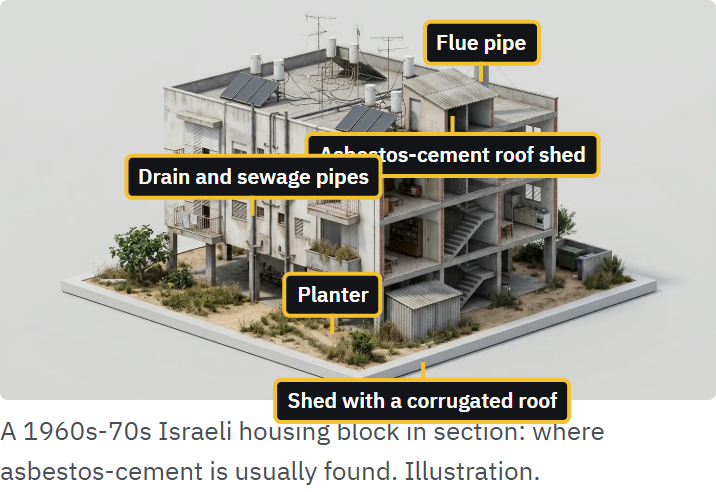 Flue pipe
Asbestos-cement roof shed
Drain and sewage pipes
Planter
Shed with a corrugated roof
A 1960s-70s Israeli housing block in section: where
asbestos-cement is usually found. Illustration.